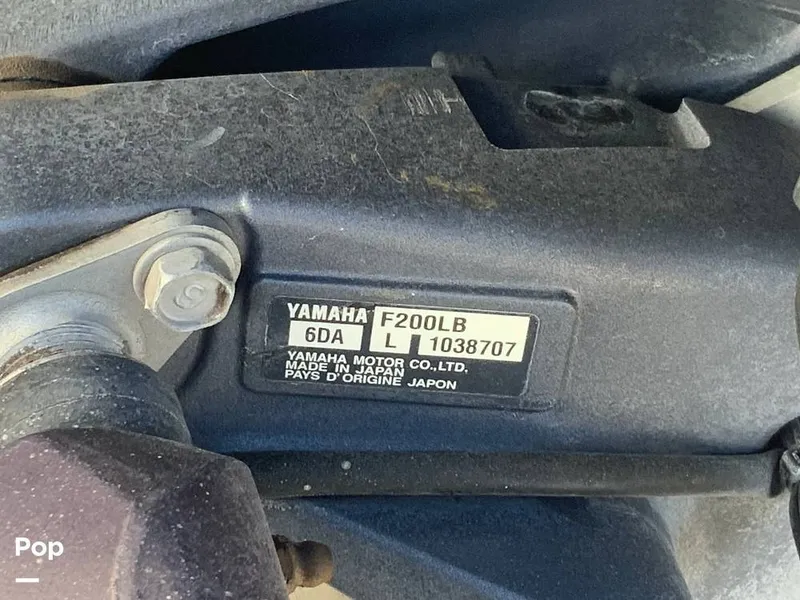 YAMAHA F200LB
6DA L 1038707
YAMAHA MOTOR CO.,LTD.
MADE IN JAPAN
PAYS D'ORIGINE JAPON
Pop